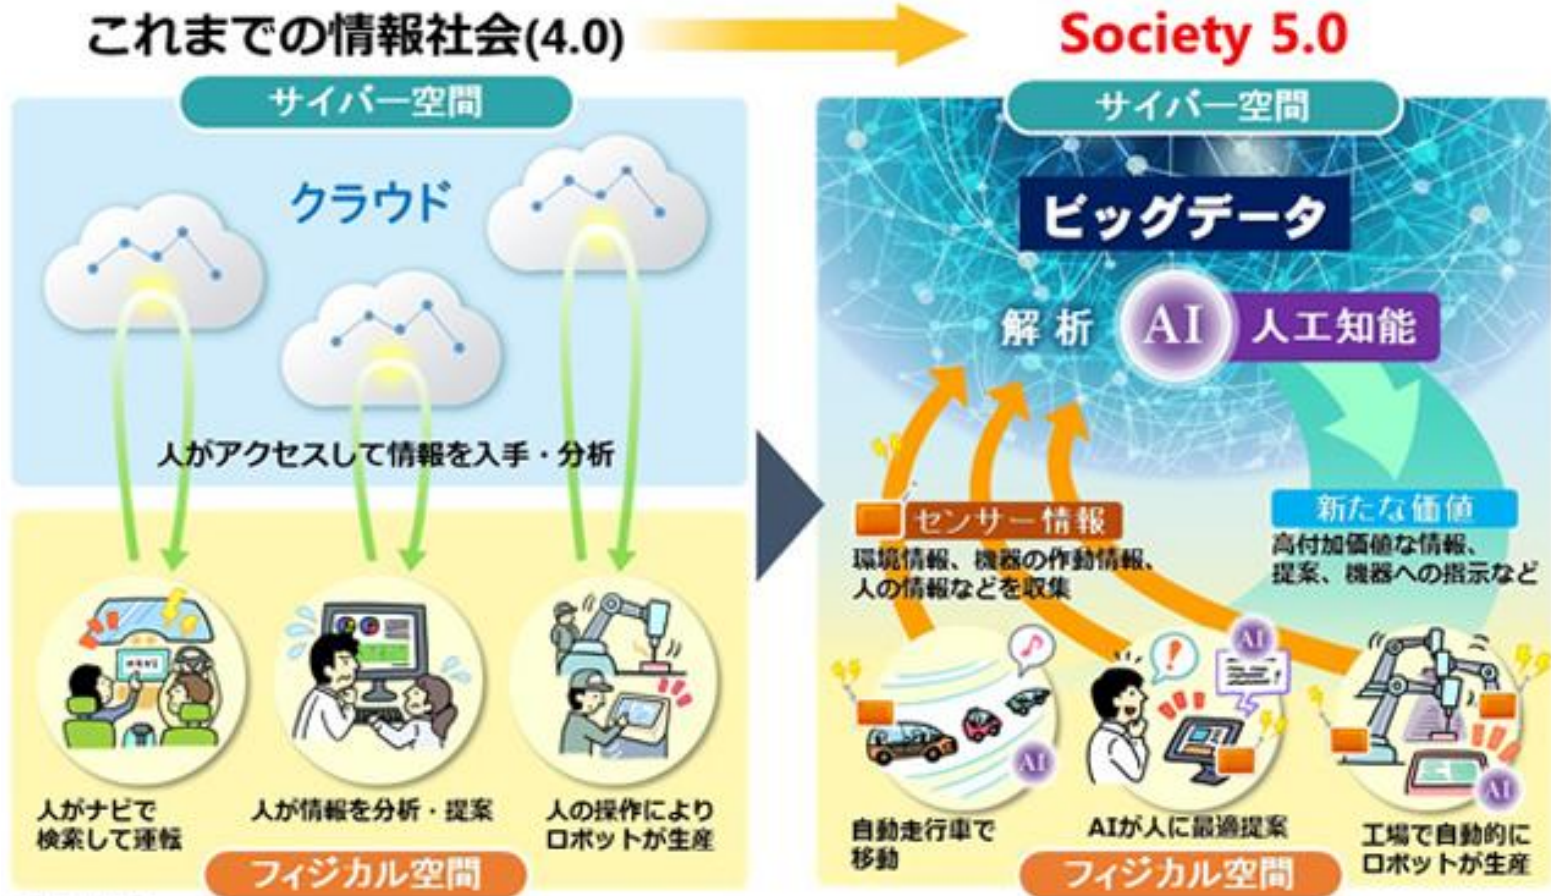 これまでの情報社会(4.0)
Society 5.0
サイバー空間
クラウド
人がアクセスして情報を入手・分析
人がナビで
検索して運転
人が情報を分析・提案
人の操作により
ロボットが生産
フィジカル空間
サイバー空間
ビッグデータ
解析
AI
人工知能
センサー情報
環境情報、機器の作動情報、
人の情報などを収集
新たな価値
高付加価値な情報、
提案、機器への指示など
AI
AI
AI
自動走行車で
移動
AIが人に最適提案
工場で自動的に
ロボットが生産
フィジカル空間